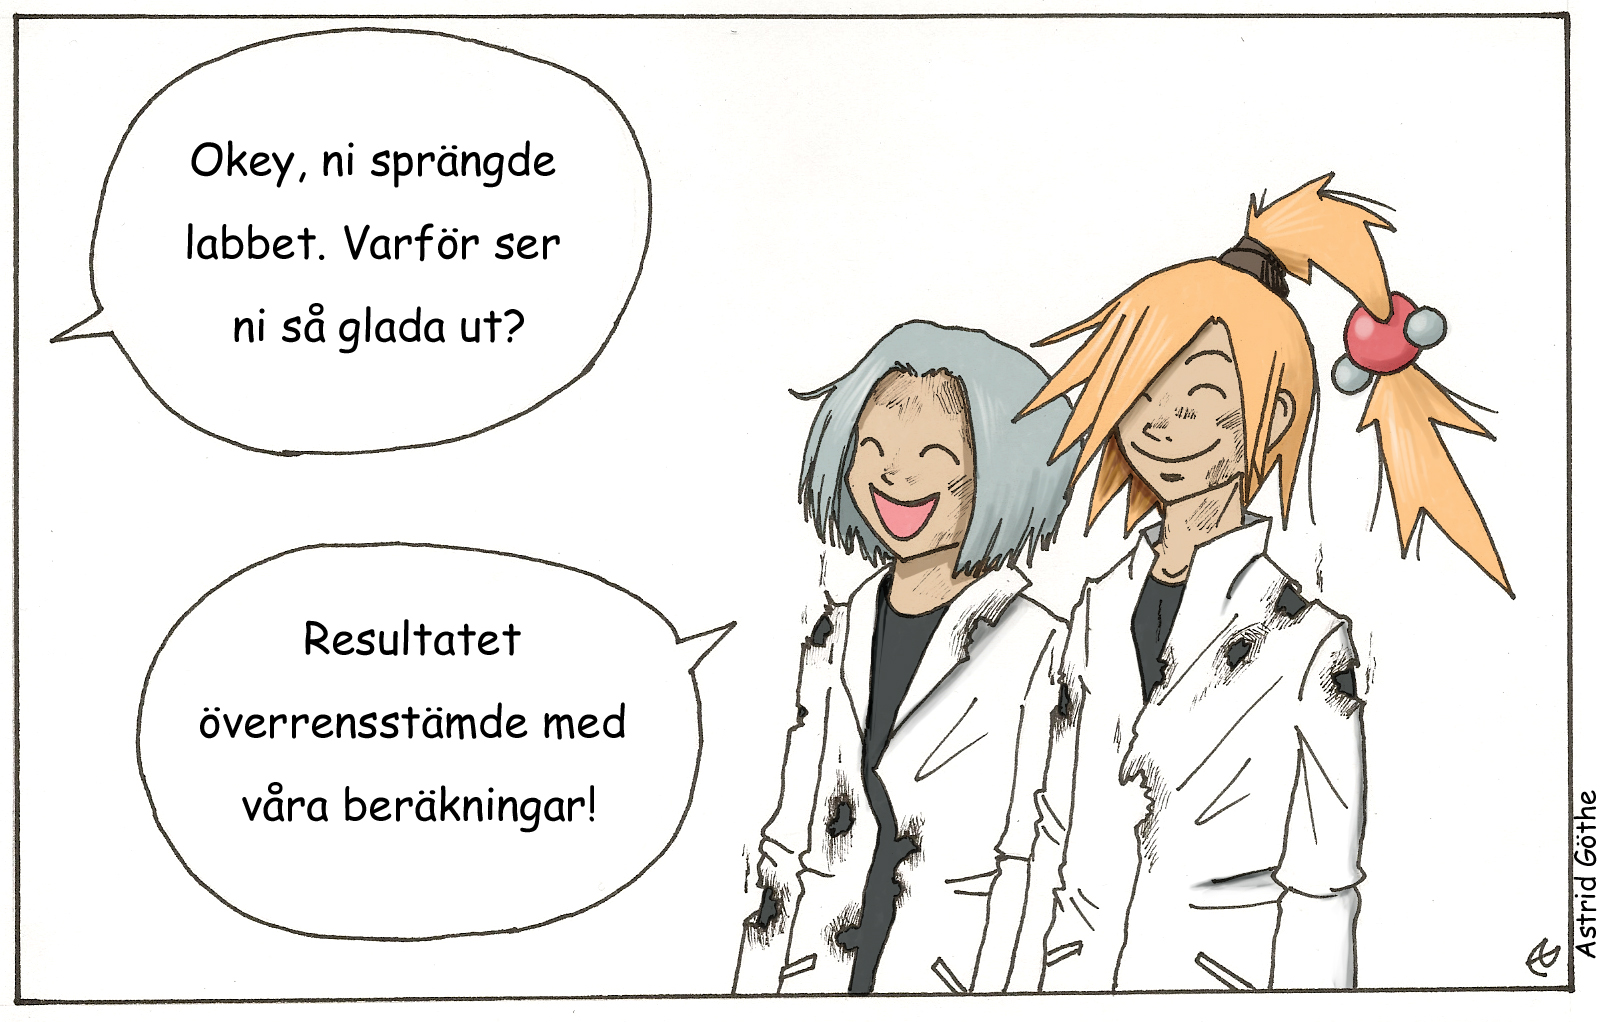 Okey, ni sprängde
labbet. Varför ser
ni så glada ut?
Resultatet
överrensstämde med
våra beräkningar!
Astrid Göthe